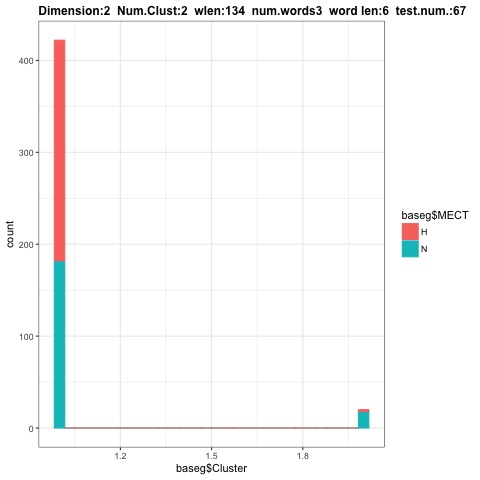 Dimension:2 Num.Clust:2 wlen:134 num.words3 word len:6 test.num.:67
400
300
200
100
0
count
1.2 1.5 1.8
baseg$Cluster
baseg$MECT
H
N